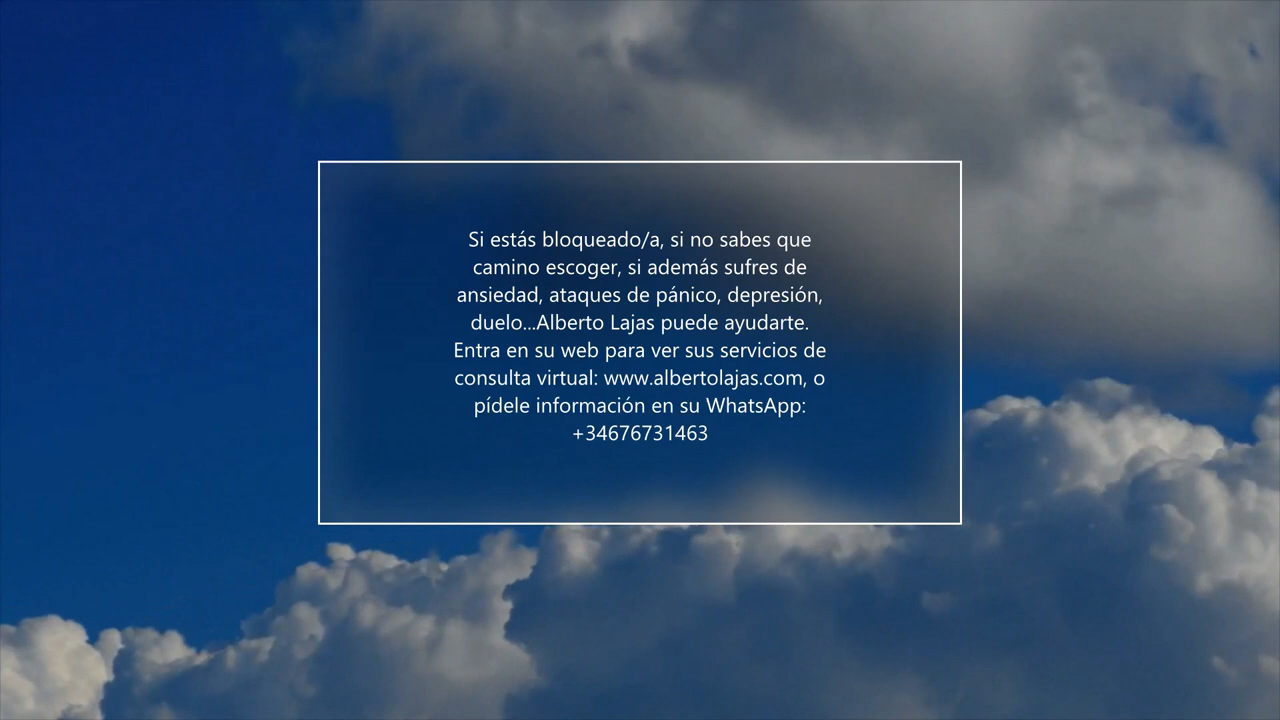 Si estás bloqueado/a, si no sabes que
camino escoger, si además sufres de
ansiedad, ataques de pánico, depresión,
duelo...Alberto Lajas puede ayudarte.
Entra en su web para ver sus servicios de
consulta virtual: www.albertolajas.com, o
pídele información en su WhatsApp:
+34676731463